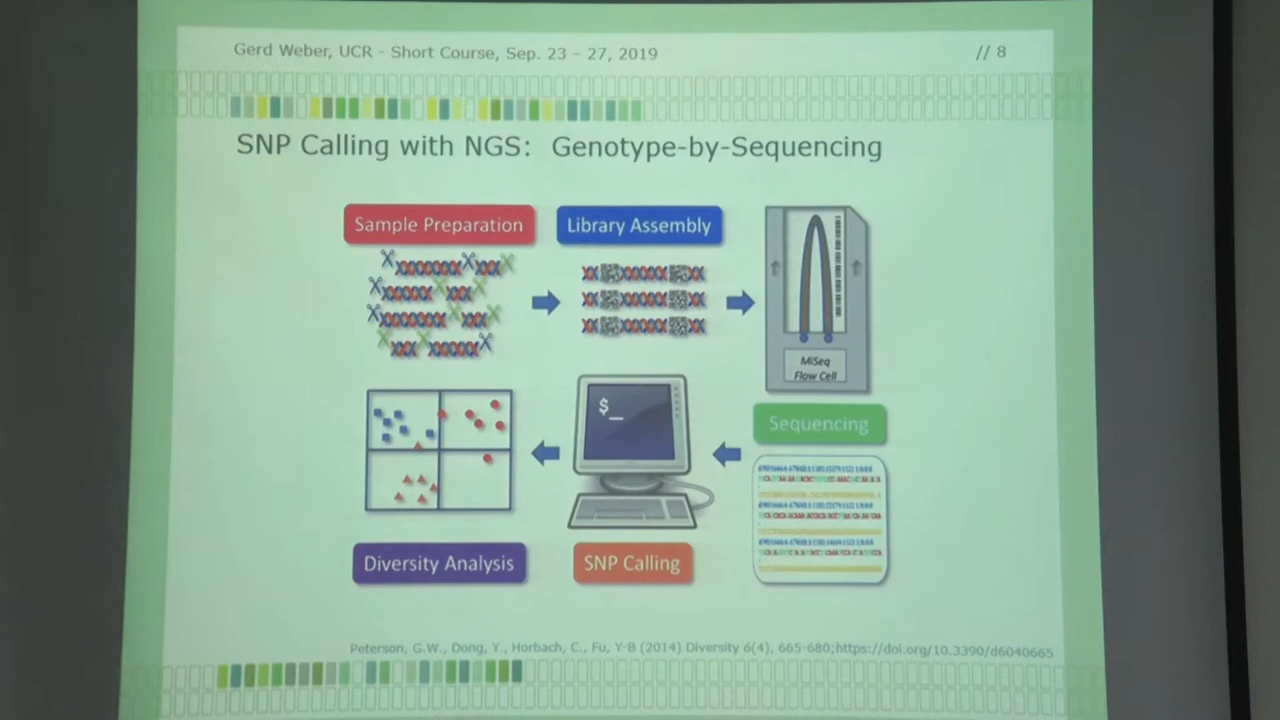 Gerd Weber, UCR - Short Course, Sep. 23 – 27, 2019
// 8
SNP Calling with NGS: Genotype-by-Sequencing
Sample Preparation
Library Assembly
MiSeq
Flow Cell
$_
Sequencing
Diversity Analysis
SNP Calling
Peterson, G.W., Dong, Y., Horbach, C., Fu, Y-B (2014) Diversity 6(4), 665-680;https://doi.org/10.3390/d6040665